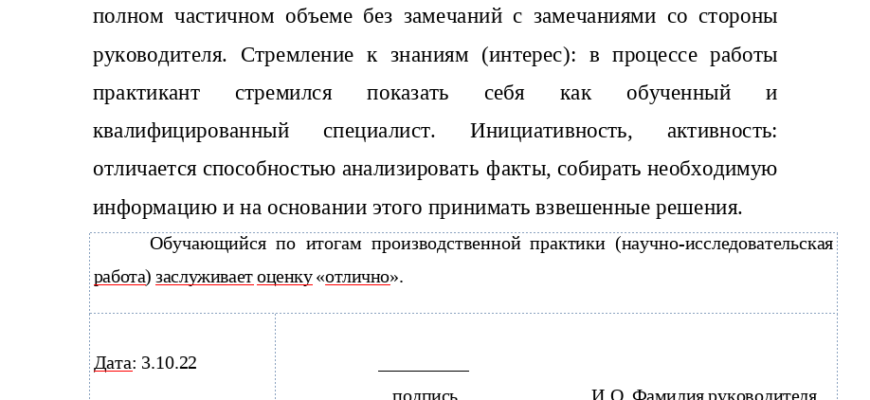 полном частичном объеме без замечаний с замечаниями со стороны
руководителя. Стремление к знаниям (интерес): в процессе работы
практикант стремился показать себя как обученный и
квалифицированный специалист. Инициативность, активность:
отличается способностью анализировать факты, собирать необходимую
информацию и на основании этого принимать взвешенные решения.
Обучающийся по итогам производственной практики (научно-исследовательская
работа) заслуживает оценку «отлично».
Дата: 3.10.22
подпись И.О. Фамилия руководителя